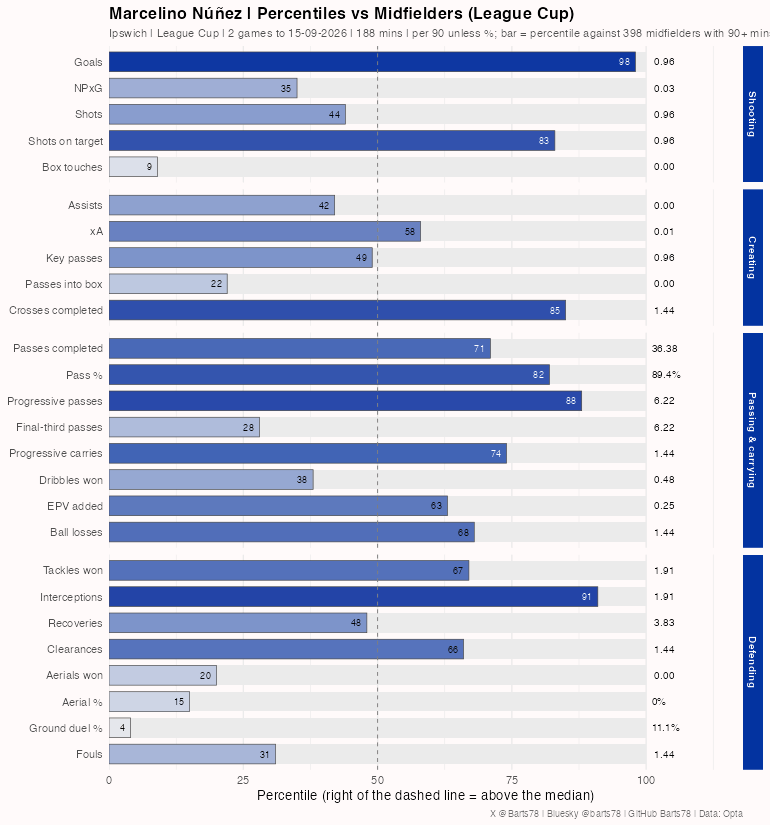 Marcelino Núñez | Percentiles vs Midfielders (League Cup)
Ipswich | League Cup | 2 games to 15-09-2026 | 188 mins | per 90 unless %; bar = percentile against 398 midfielders with 90+ mins
Goals 98 0.96
NPxG 35 0.03
Shots 44 0.96
Shots on target 83 0.96
Box touches 9 0.00
Shooting
Assists 42 0.00
xA 58 0.01
Key passes 49 0.96
Passes into box 22 0.00
Crosses completed 85 1.44
Creating
Passes completed 71 36.38
Pass % 82 89.4%
Progressive passes 88 6.22
Final-third passes 28 6.22
Progressive carries 74 1.44
Dribbles won 38 0.48
EPV added 63 0.25
Ball losses 68 1.44
Passing & carrying
Tackles won 67 1.91
Interceptions 91 1.91
Recoveries 48 3.83
Clearances 66 1.44
Aerials won 20 0.00
Aerial % 15 0%
Ground duel % 4 11.1%
Fouls 31 1.44
Defending
0 25 50 75 100
Percentile (right of the dashed line = above the median)
X @Barts78 | Bluesky @barts78 | GitHub Barts78 | Data: Opta